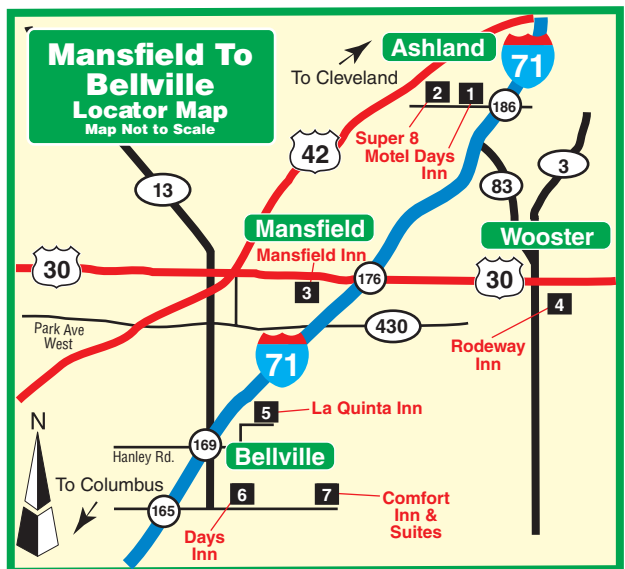 Mansfield To
Bellville
Locator Map
Map Not to Scale
Ashland
To Cleveland
71
2
1
186
Super 8
Motel Days
Inn
42
13
83
3
Mansfield
Wooster
Mansfield Inn
30
176
30
3
4
Park Ave
West
430
Rodeway
Inn
71
5
La Quinta Inn
N
169
Hanley Rd.
Bellville
To Columbus
6
7
165
Comfort
Inn &
Suites
Days
Inn